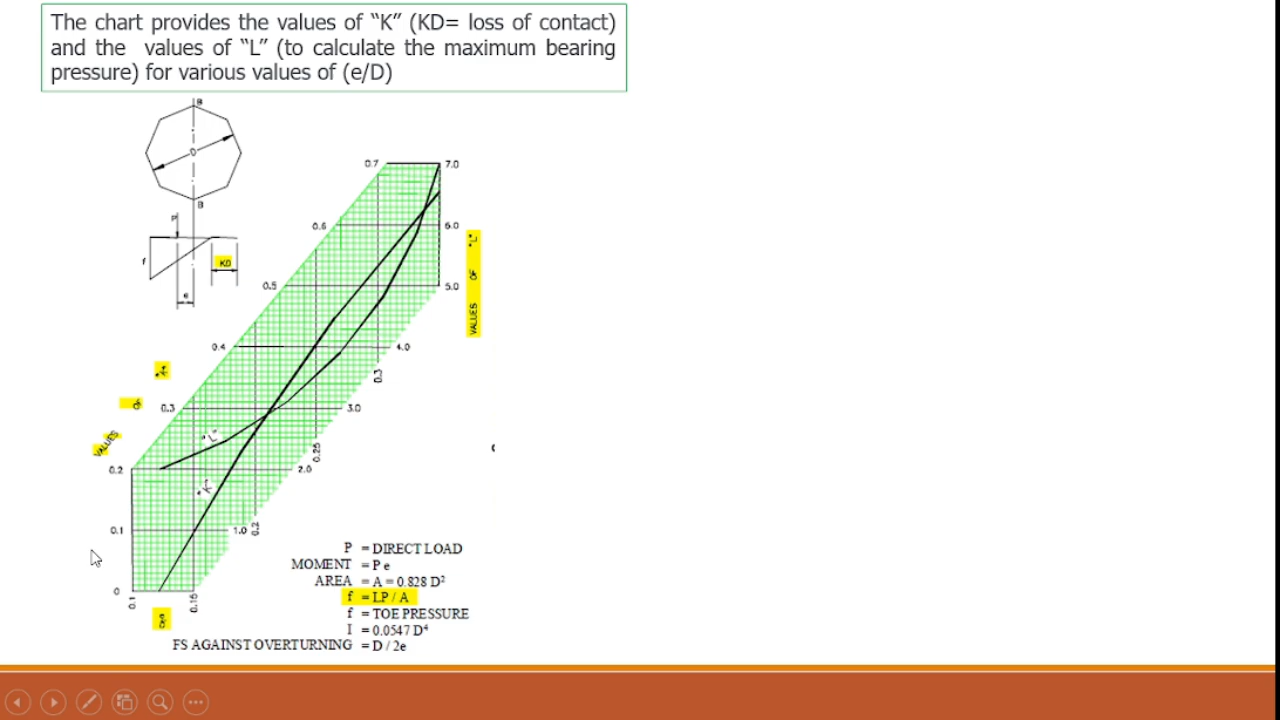 The chart provides the values of “K” (KD= loss of contact)
and the values of “L” (to calculate the maximum bearing
pressure) for various values of (e/D)
B
D
B
P
f
KD
e
0.7
7.0
0.6
6.0
"L"
OF
VALUES
0.5
5.0
0.4
4.0
"K"
OF
VALUES
0.3
0.3
3.0
"L"
0.25
0.2
2.0
"K"
0.1
1.0
0.2
0
0.1
0.15
P = DIRECT LOAD
MOMENT = P e
AREA = A = 0.828 D²
f = LP / A
f = TOE PRESSURE
I = 0.0547 D⁴
FS AGAINST OVERTURNING = D / 2e